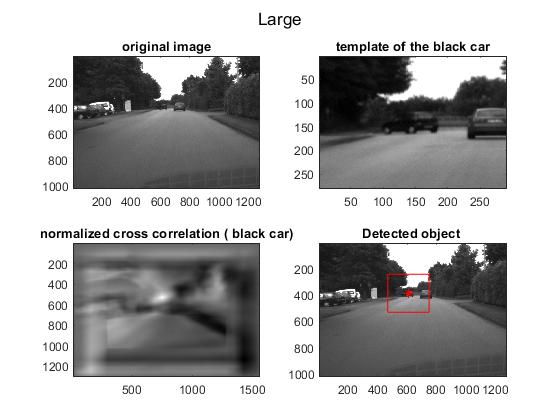 Large
original image
200
400
600
800
1000
200 400 600 800 1000 1200
template of the black car
50
100
150
200
250
50 100 150 200 250
normalized cross correlation ( black car)
200
400
600
800
1000
1200
500 1000 1500
Detected object
200
400
600
800
1000
200 400 600 800 1000 1200